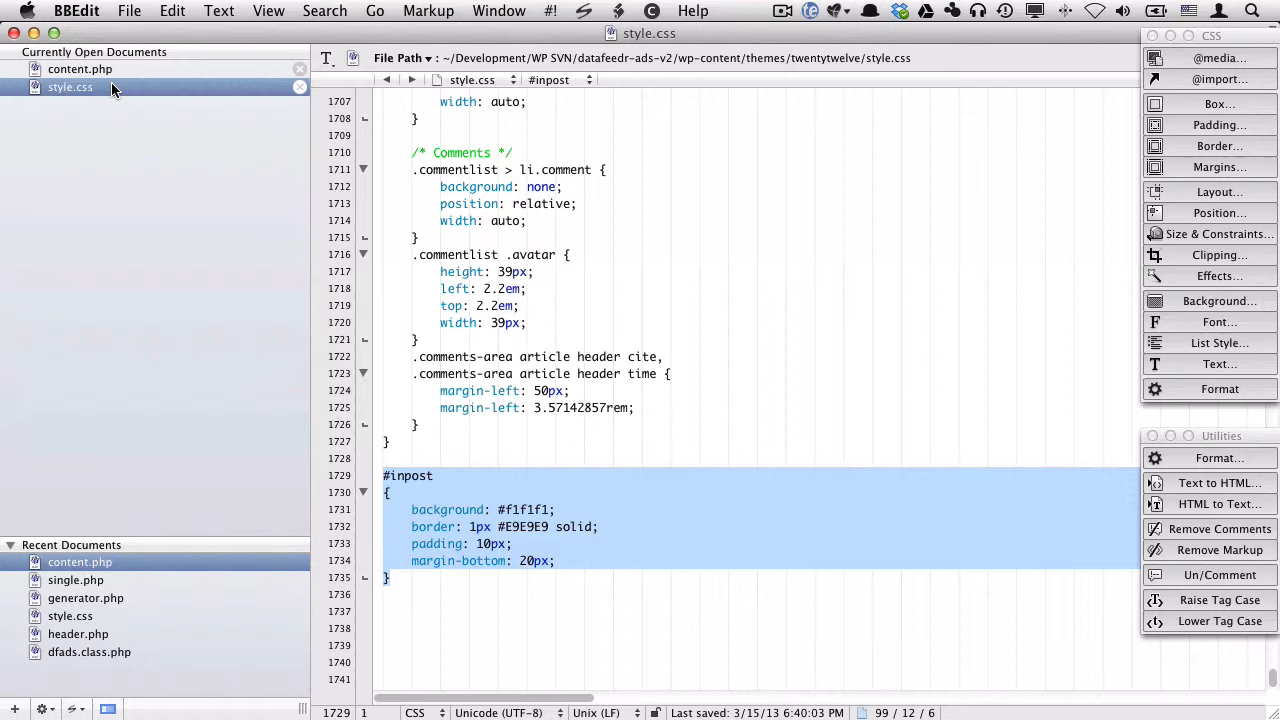 BBEdit File Edit Text View Search Go Markup Window #! Help
style.css
Currently Open Documents
content.php
style.css
Recent Documents
content.php
single.php
generator.php
style.css
header.php
dfads.class.php
File Path : ~/Development/WP SVN/datafeedr-ads-v2/wp-content/themes/twentytwelve/style.css
style.css #inpost
1707 width: auto;
1708 }
1709
1710 /* Comments */
1711 .commentlist > li.comment {
1712 background: none;
1713 position: relative;
1714 width: auto;
1715 }
1716 .commentlist .avatar {
1717 height: 39px;
1718 left: 2.2em;
1719 top: 2.2em;
1720 width: 39px;
1721 }
1722 .comments-area article header cite,
1723 .comments-area article header time {
1724 margin-left: 50px;
1725 margin-left: 3.57142857rem;
1726 }
1727 }
1728
1729 #inpost
1730 {
1731 background: #f1f1f1;
1732 border: 1px #E9E9E9 solid;
1733 padding: 10px;
1734 margin-bottom: 20px;
1735 }
1736
1737
1738
1739
1740
1741
1729 1 CSS Unicode (UTF-8) Unix (LF) Last saved: 3/15/13 6:40:03 PM 99 / 12 / 6
CSS
@media...
@import...
Box...
Padding...
Border...
Margins...
Layout...
Position...
Size & Constraints...
Clipping...
Effects...
Background...
Font...
List Style...
Text...
Format
Utilities
Format...
Text to HTML...
HTML to Text...
Remove Comments
Remove Markup
Un/Comment
Raise Tag Case
Lower Tag Case